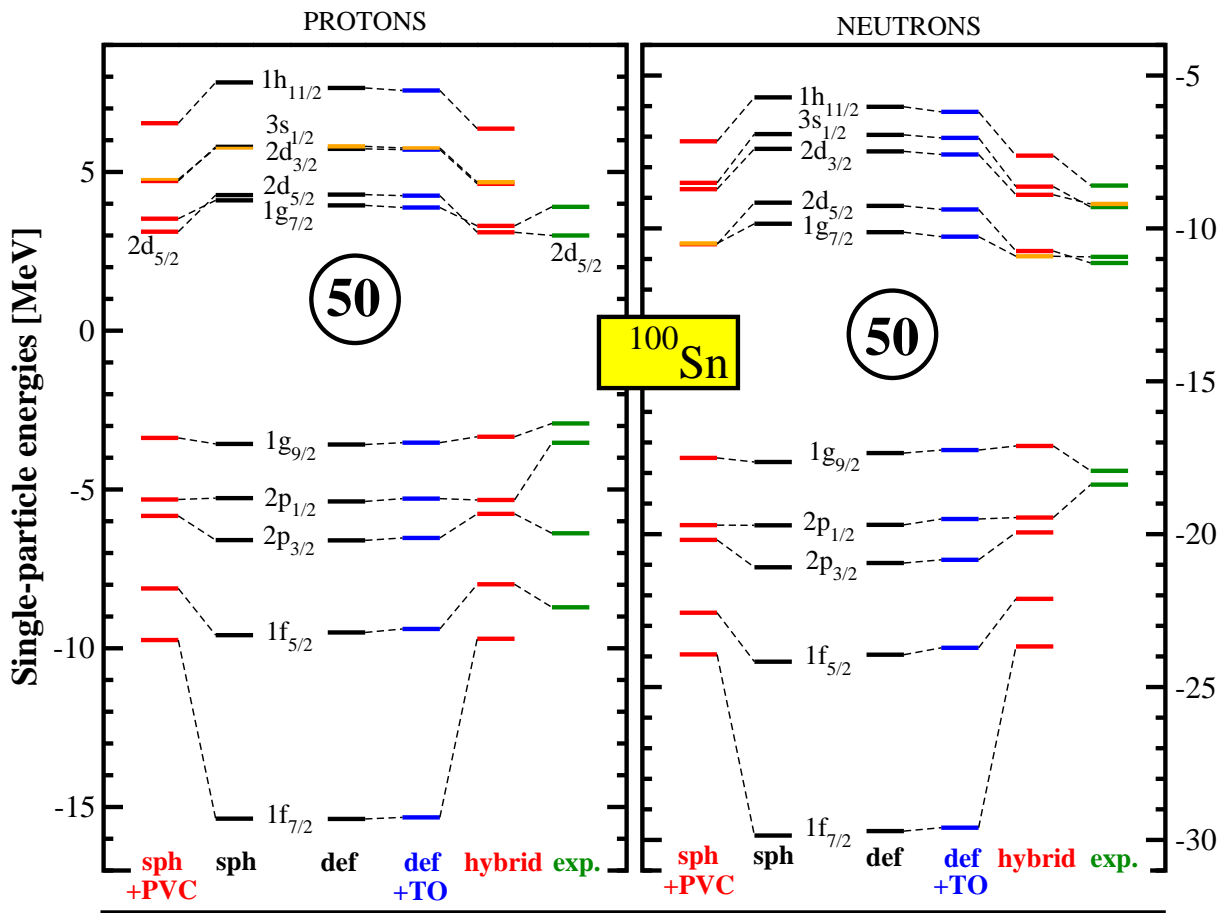 PROTONS
NEUTRONS
Single-particle energies [MeV]
5
0
-5
-10
-15
1h11/2
3s1/2
2d3/2
2d5/2
1g7/2
2d5/2
2d5/2
50
1g9/2
2p1/2
2p3/2
1f5/2
1f7/2
sph
+PVC
sph
def
def
+TO
hybrid
exp.
100Sn
1h11/2
3s1/2
2d3/2
2d5/2
1g7/2
50
1g9/2
2p1/2
2p3/2
1f5/2
1f7/2
sph
+PVC
sph
def
def
+TO
hybrid
exp.
-5
-10
-15
-20
-25
-30